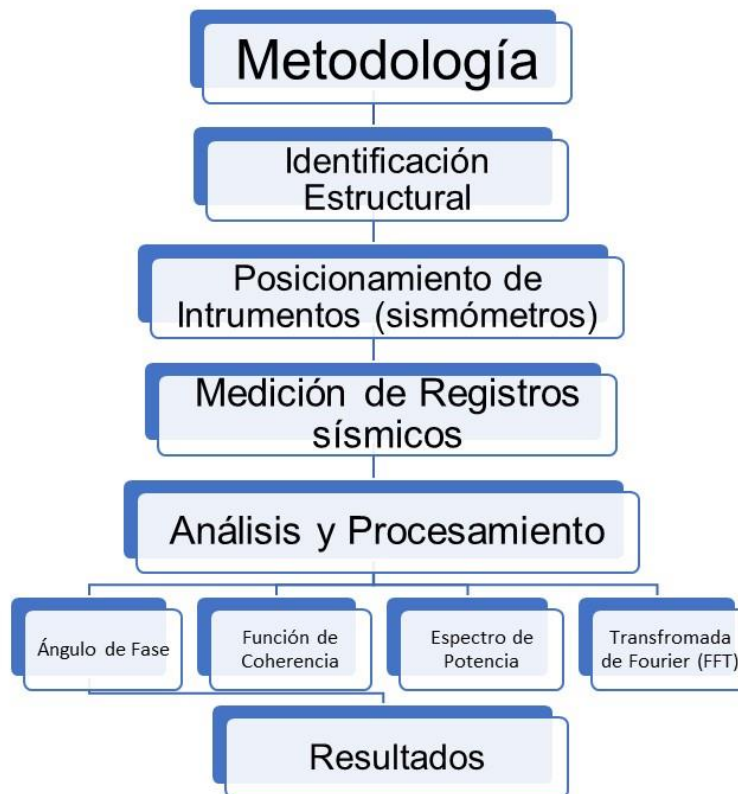 Metodología
Identificación
Estructural
Posicionamiento de
Intrumentos (sismómetros)
Medición de Registros
sísmicos
Análisis y Procesamiento
Ángulo de Fase
Función de
Coherencia
Espectro de
Potencia
Transfromada
de Fourier (FFT)
Resultados